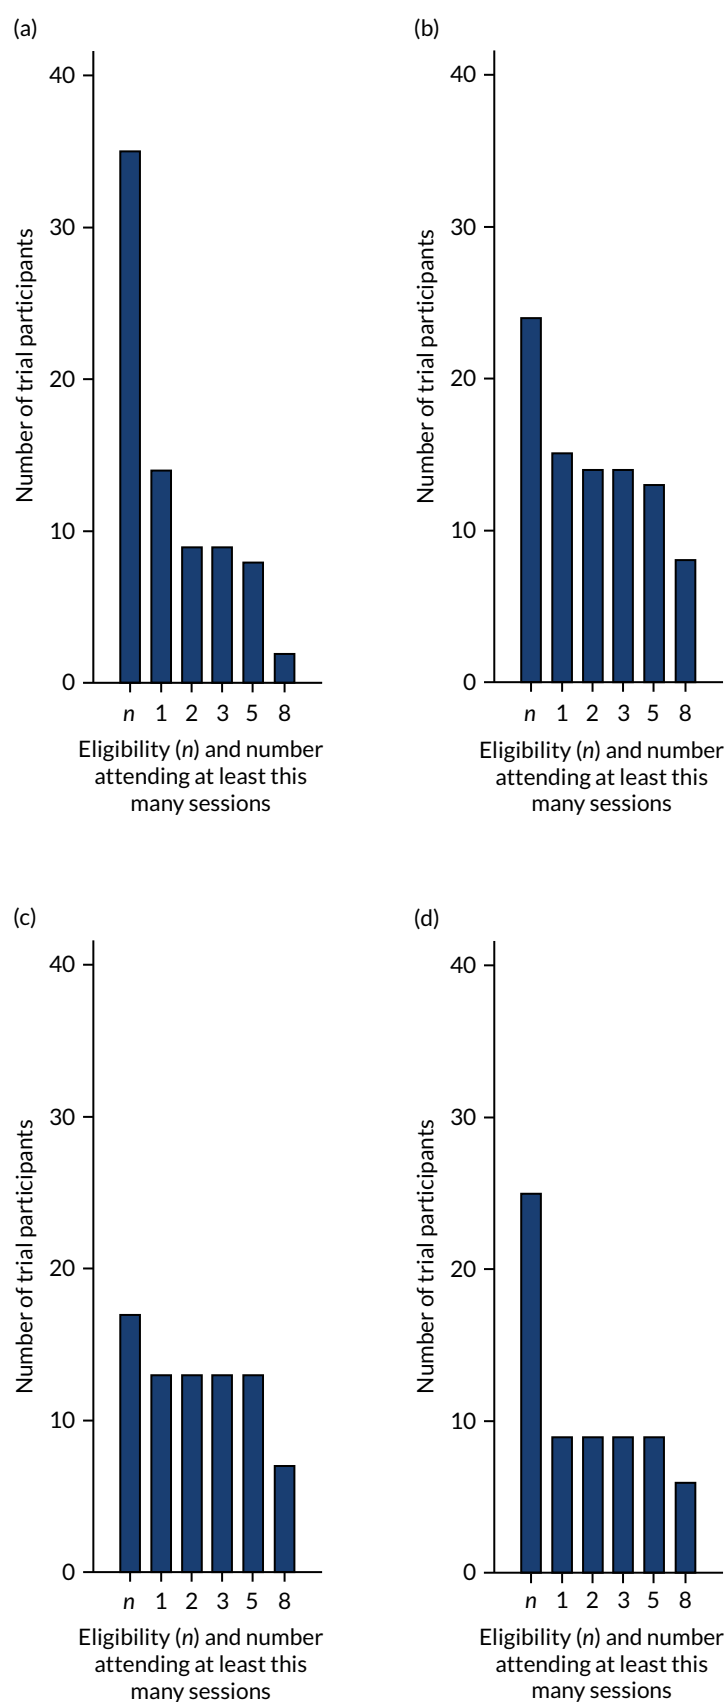 (a)
40
30
20
10
0
Number of trial participants
n 1 2 3 5 8
Eligibility (n) and number
attending at least this
many sessions
(b)
40
30
20
10
0
Number of trial participants
n 1 2 3 5 8
Eligibility (n) and number
attending at least this
many sessions
(c)
40
30
20
10
0
Number of trial participants
n 1 2 3 5 8
Eligibility (n) and number
attending at least this
many sessions
(d)
40
30
20
10
0
Number of trial participants
n 1 2 3 5 8
Eligibility (n) and number
attending at least this
many sessions